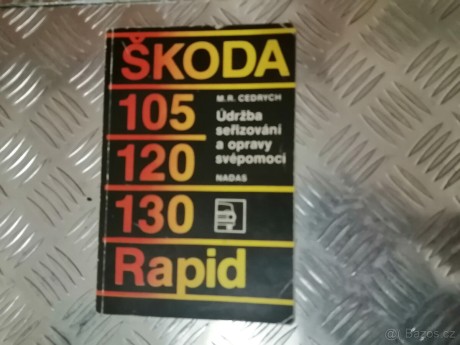 ŠKODA
M. R. CEDRYCH
105
Údržba
seřizování
a opravy
svépomocí
120
NADAS
130
Rapid
Bazos.cz